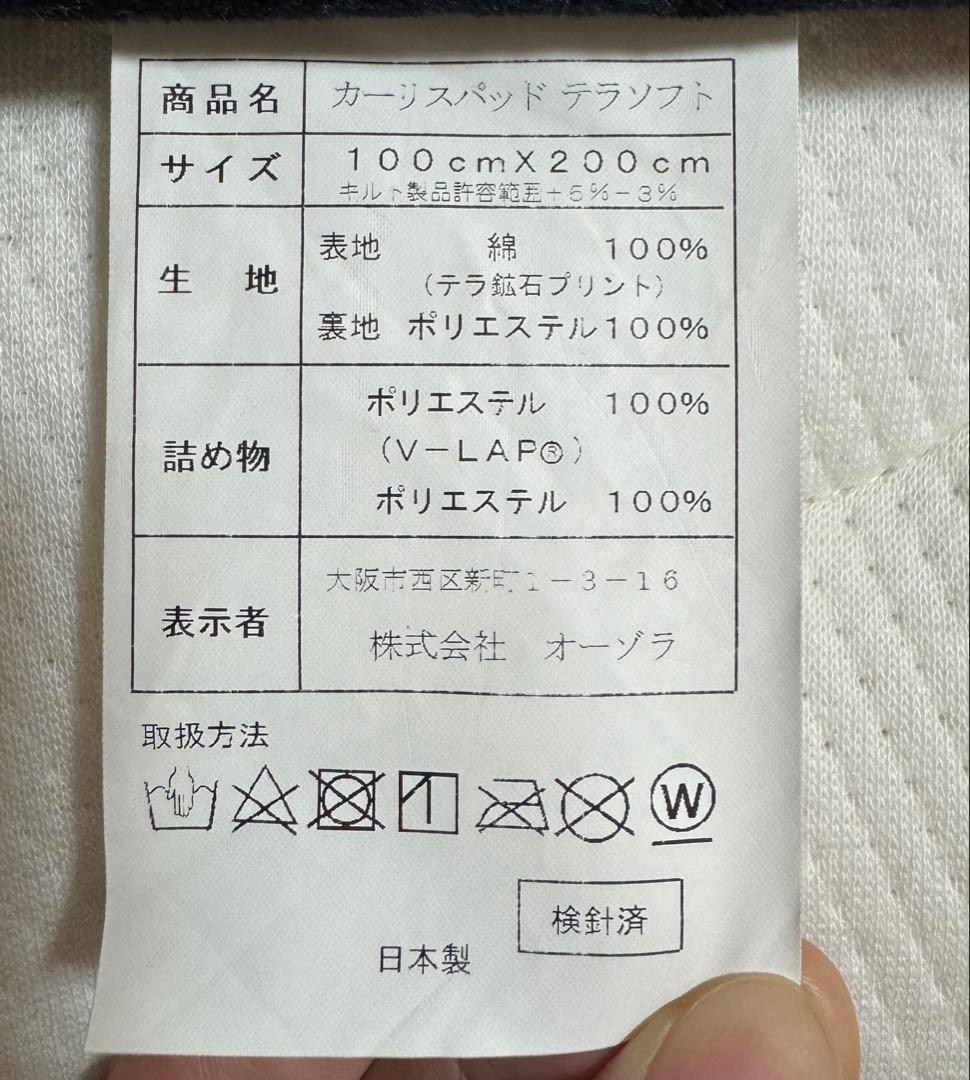 商品名 カーリスパッド テラソフト
サイズ 100cmX200cm
キルト製品許容範囲+5%-3%
生地 表地 綿 100%
(テラ鉱石プリント)
裏地 ポリエステル100%
詰め物 ポリエステル 100%
(V-LAP®)
ポリエステル 100%
表示者 大阪市西区新町1-3-16
株式会社 オーゾラ
取扱方法
W
検針済
日本製